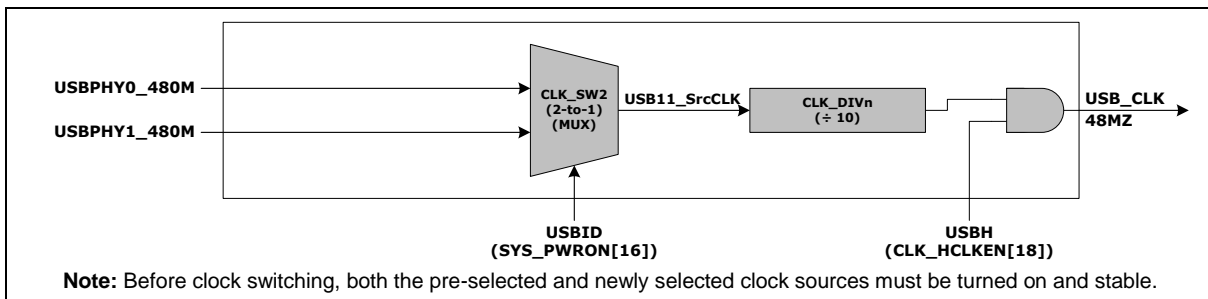 USBPHY0_480M
USBPHY1_480M
CLK_SW2
(2-to-1)
(MUX)
USB11_SrcCLK
CLK_DIVn
(÷ 10)
USB_CLK
48MZ
USBID
(SYS_PWRON[16])
USBH
(CLK_HCLKEN[18])
Note: Before clock switching, both the pre-selected and newly selected clock sources must be turned on and stable.